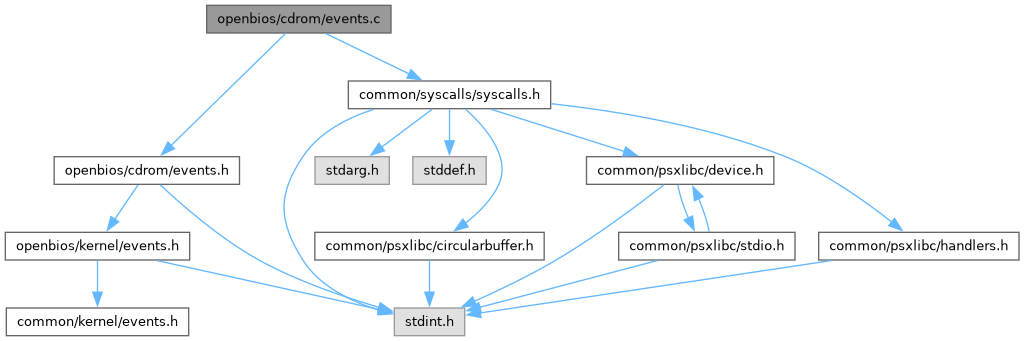 openbios/cdrom/events.c
common/syscalls/syscalls.h
openbios/cdrom/events.h
stdarg.h
stddef.h
common/psxlibc/device.h
openbios/kernel/events.h
common/psxlibc/circularbuffer.h
common/psxlibc/stdio.h
common/psxlibc/handlers.h
common/kernel/events.h
stdint.h